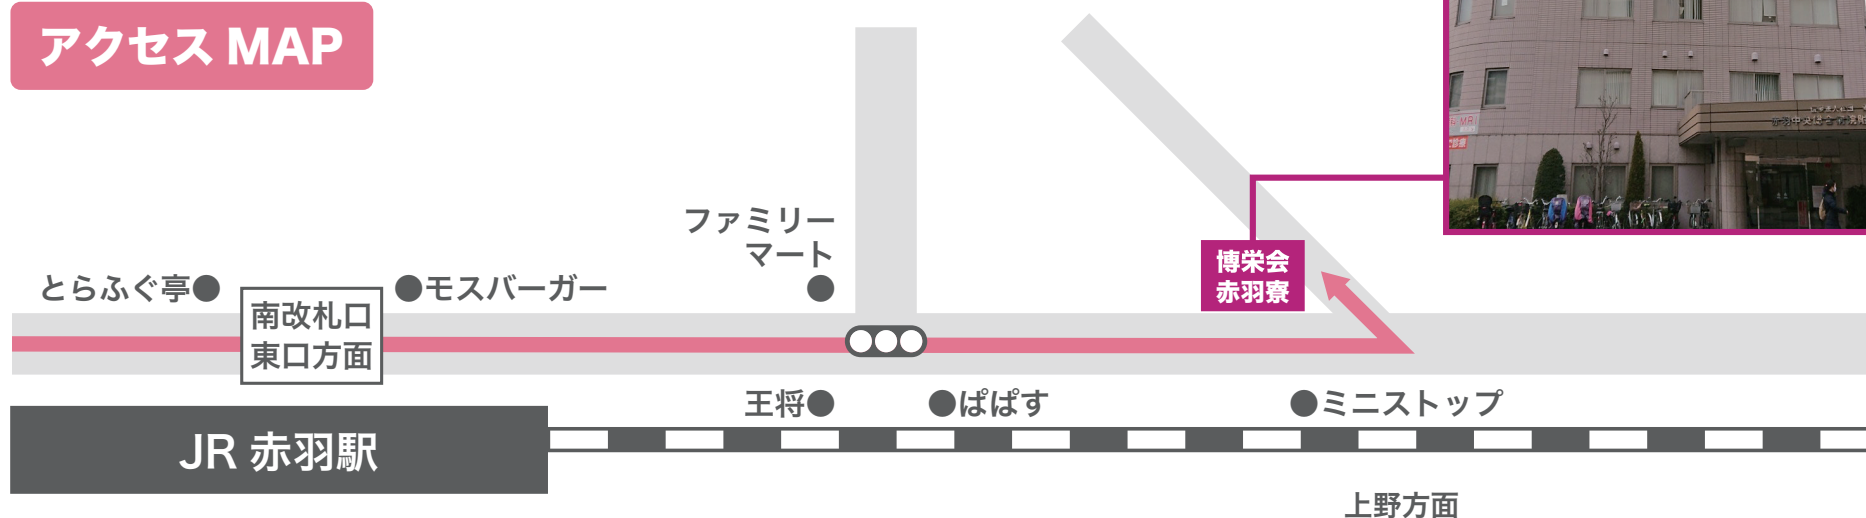 アクセス MAP
ファミリー
マート
とらふぐ亭
南改札口
東口方面
モスバーガー
博栄会
赤羽寮
王将
ぱぱす
ミニストップ
JR 赤羽駅
上野方面
MRI